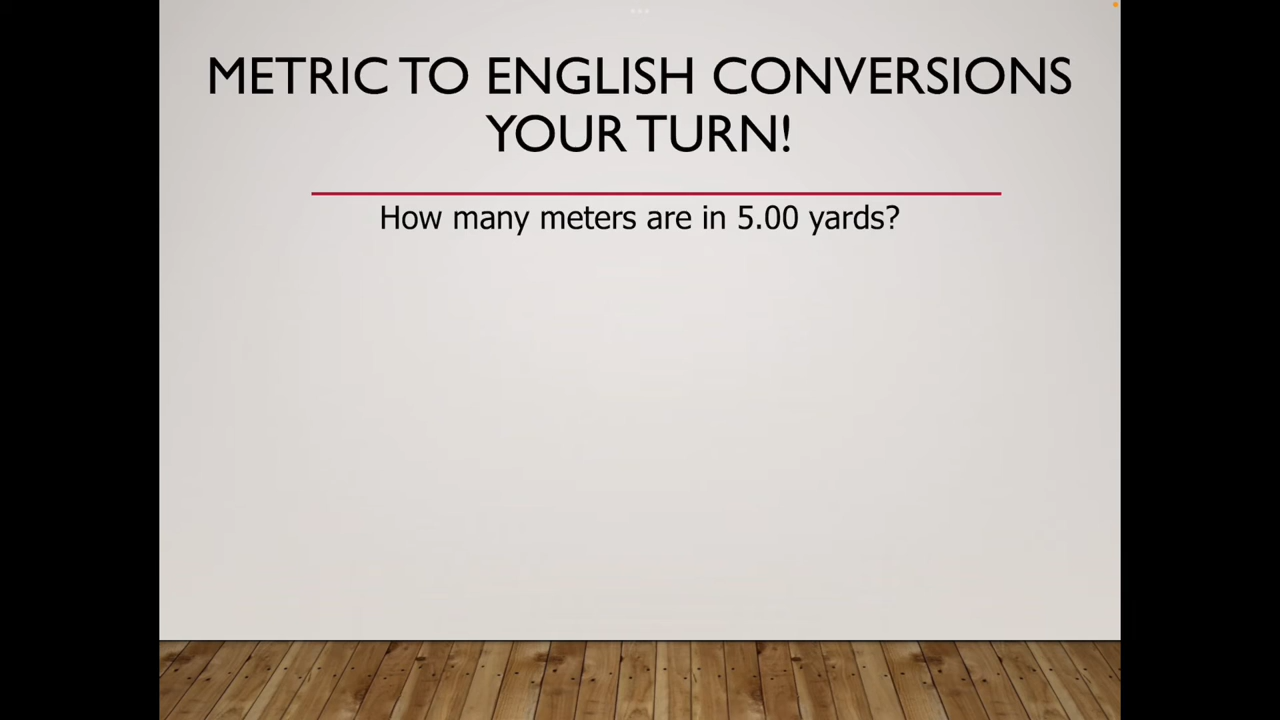 METRIC TO ENGLISH CONVERSIONS
YOUR TURN!
How many meters are in 5.00 yards?